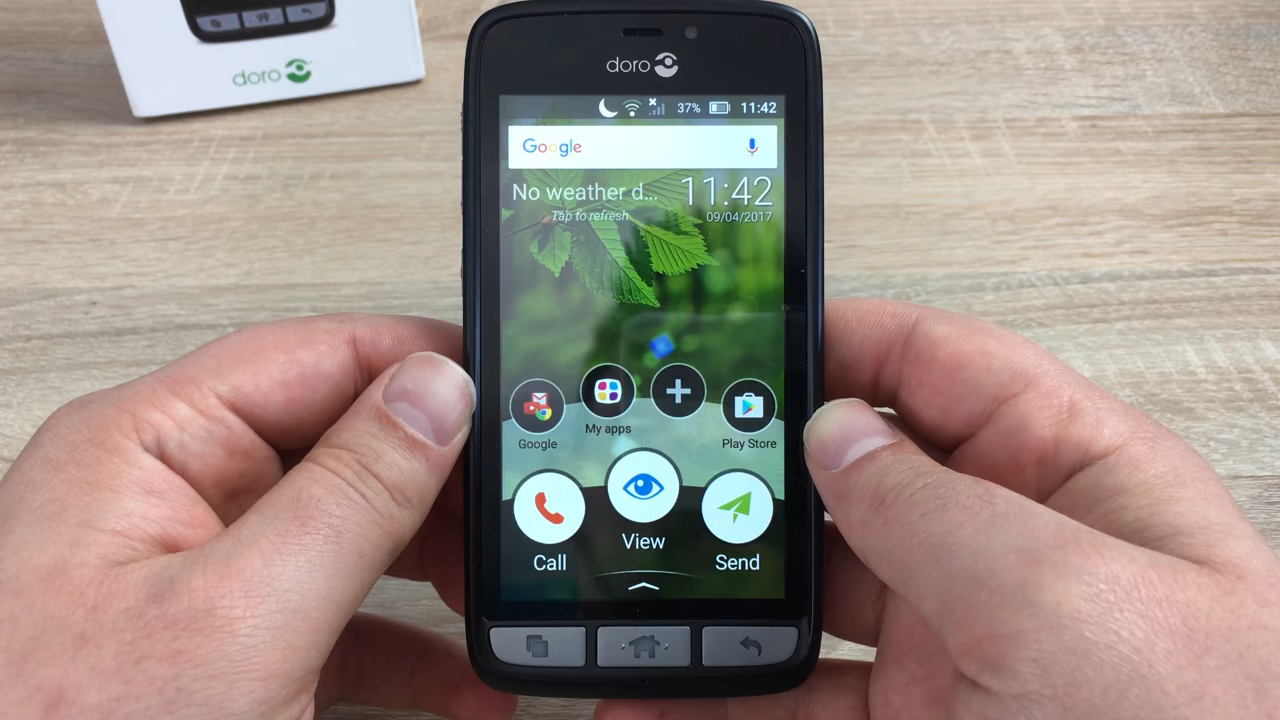 doro
doro
37% 11:42
Google
No weather d... 11:42
Tap to refresh 09/04/2017
Google My apps Play Store
Call View Send